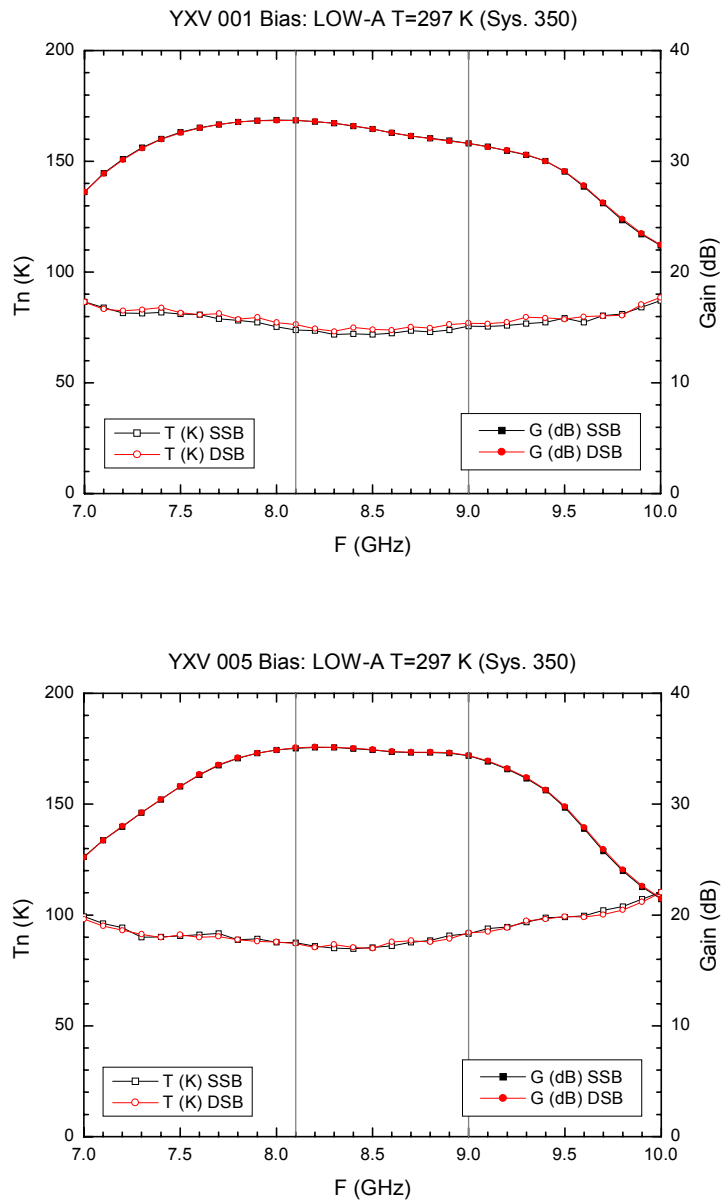 YXV 001 Bias: LOW-A T=297 K (Sys. 350)
200
150
100
50
0
Tn (K)
40
30
20
10
0
Gain (dB)
T (K) SSB
T (K) DSB
G (dB) SSB
G (dB) DSB
7.0 7.5 8.0 8.5 9.0 9.5 10.0
F (GHz)
YXV 005 Bias: LOW-A T=297 K (Sys. 350)
200
150
100
50
0
Tn (K)
40
30
20
10
0
Gain (dB)
T (K) SSB
T (K) DSB
G (dB) SSB
G (dB) DSB
7.0 7.5 8.0 8.5 9.0 9.5 10.0
F (GHz)